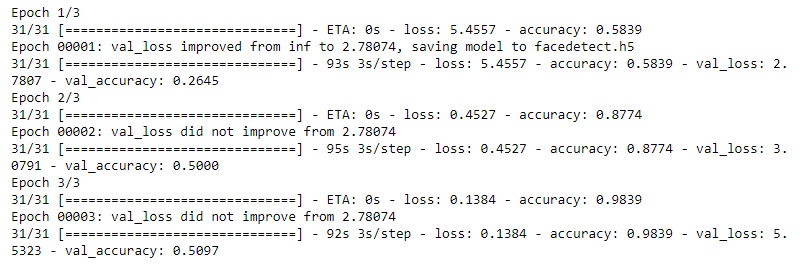 Epoch 1/3
31/31 [==============================] - ETA: 0s - loss: 5.4557 - accuracy: 0.5839
Epoch 00001: val_loss improved from inf to 2.78074, saving model to facedetect.h5
31/31 [==============================] - 93s 3s/step - loss: 5.4557 - accuracy: 0.5839 - val_loss: 2.
7807 - val_accuracy: 0.2645
Epoch 2/3
31/31 [==============================] - ETA: 0s - loss: 0.4527 - accuracy: 0.8774
Epoch 00002: val_loss did not improve from 2.78074
31/31 [==============================] - 95s 3s/step - loss: 0.4527 - accuracy: 0.8774 - val_loss: 3.
0791 - val_accuracy: 0.5000
Epoch 3/3
31/31 [==============================] - ETA: 0s - loss: 0.1384 - accuracy: 0.9839
Epoch 00003: val_loss did not improve from 2.78074
31/31 [==============================] - 92s 3s/step - loss: 0.1384 - accuracy: 0.9839 - val_loss: 5.
5323 - val_accuracy: 0.5097